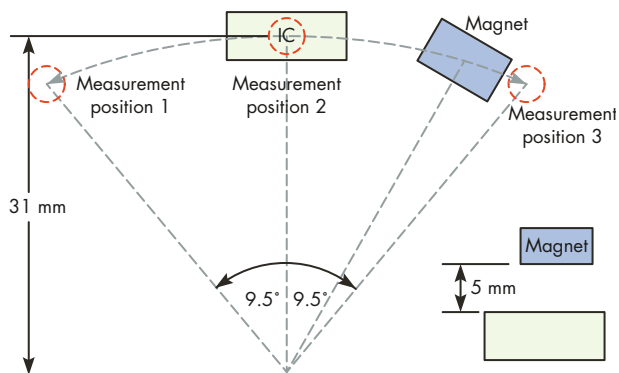 IC
Magnet
Measurement
position 1
Measurement
position 2
Measurement
position 3
31 mm
9.5° 9.5°
Magnet
5 mm